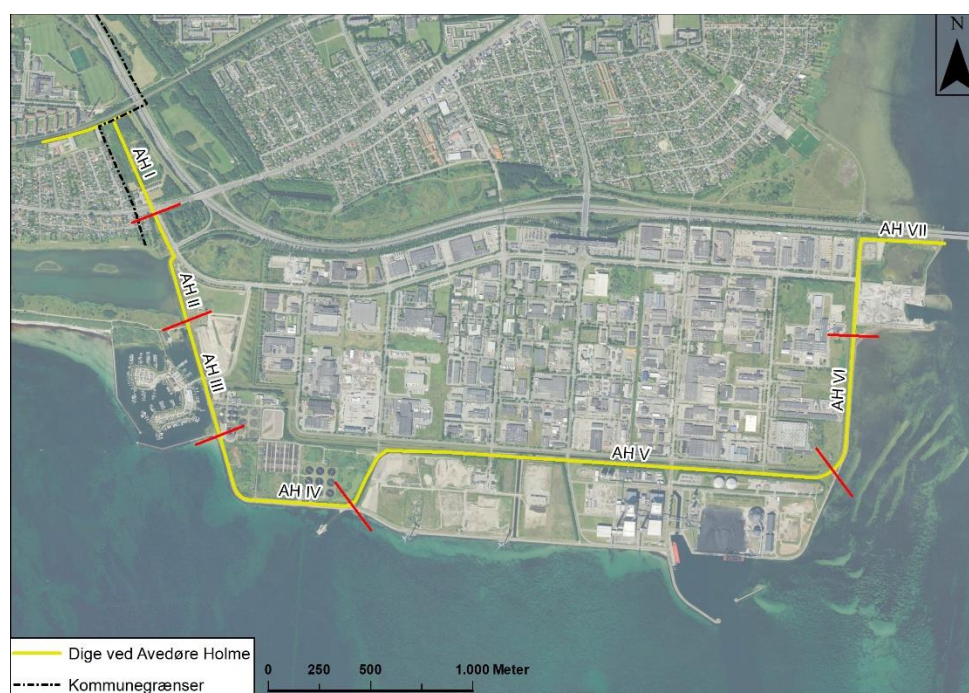 N
AH I
AH VII
AH II
AH III
AH VI
AH V
AH IV
Dige ved Avedøre Holme
Kommunegrænser
0 250 500 1.000 Meter